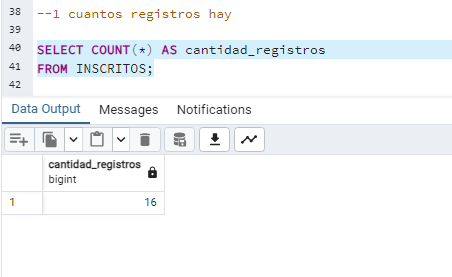 38 --1 cuantos registros hay
39
40 SELECT COUNT(*) AS cantidad_registros
41 FROM INSCRITOS;
42
Data Output Messages Notifications
cantidad_registros
bigint
1 16